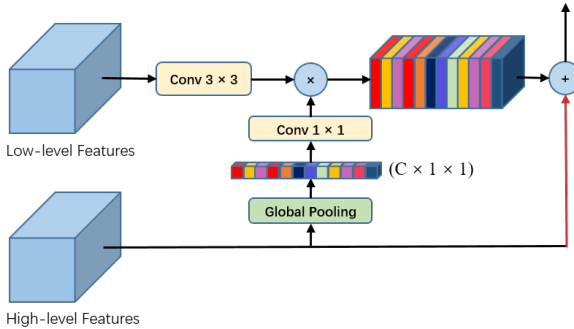 Conv 3 × 3
×
+
Low-level Features
Conv 1 × 1
(C × 1 × 1)
Global Pooling
High-level Features